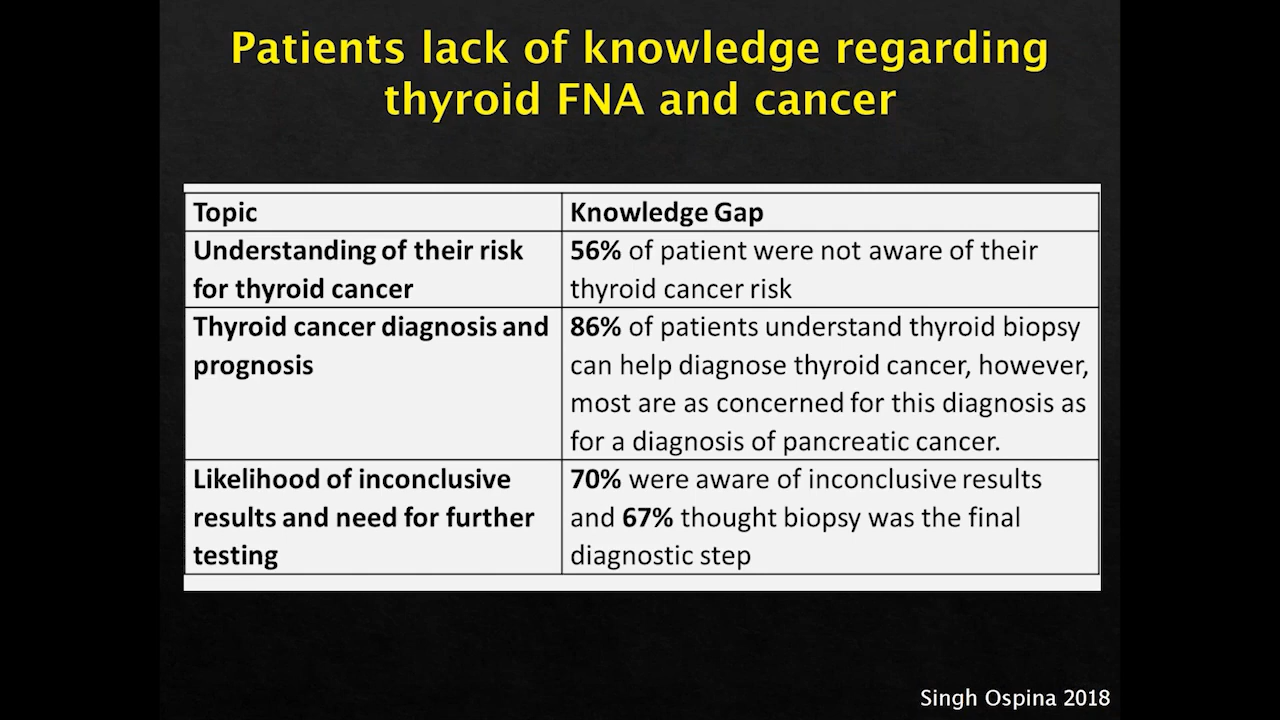 Patients lack of knowledge regarding
thyroid FNA and cancer
Topic
Knowledge Gap
Understanding of their risk
for thyroid cancer
56% of patient were not aware of their
thyroid cancer risk
Thyroid cancer diagnosis and
prognosis
86% of patients understand thyroid biopsy
can help diagnose thyroid cancer, however,
most are as concerned for this diagnosis as
for a diagnosis of pancreatic cancer.
Likelihood of inconclusive
results and need for further
testing
70% were aware of inconclusive results
and 67% thought biopsy was the final
diagnostic step
Singh Ospina 2018